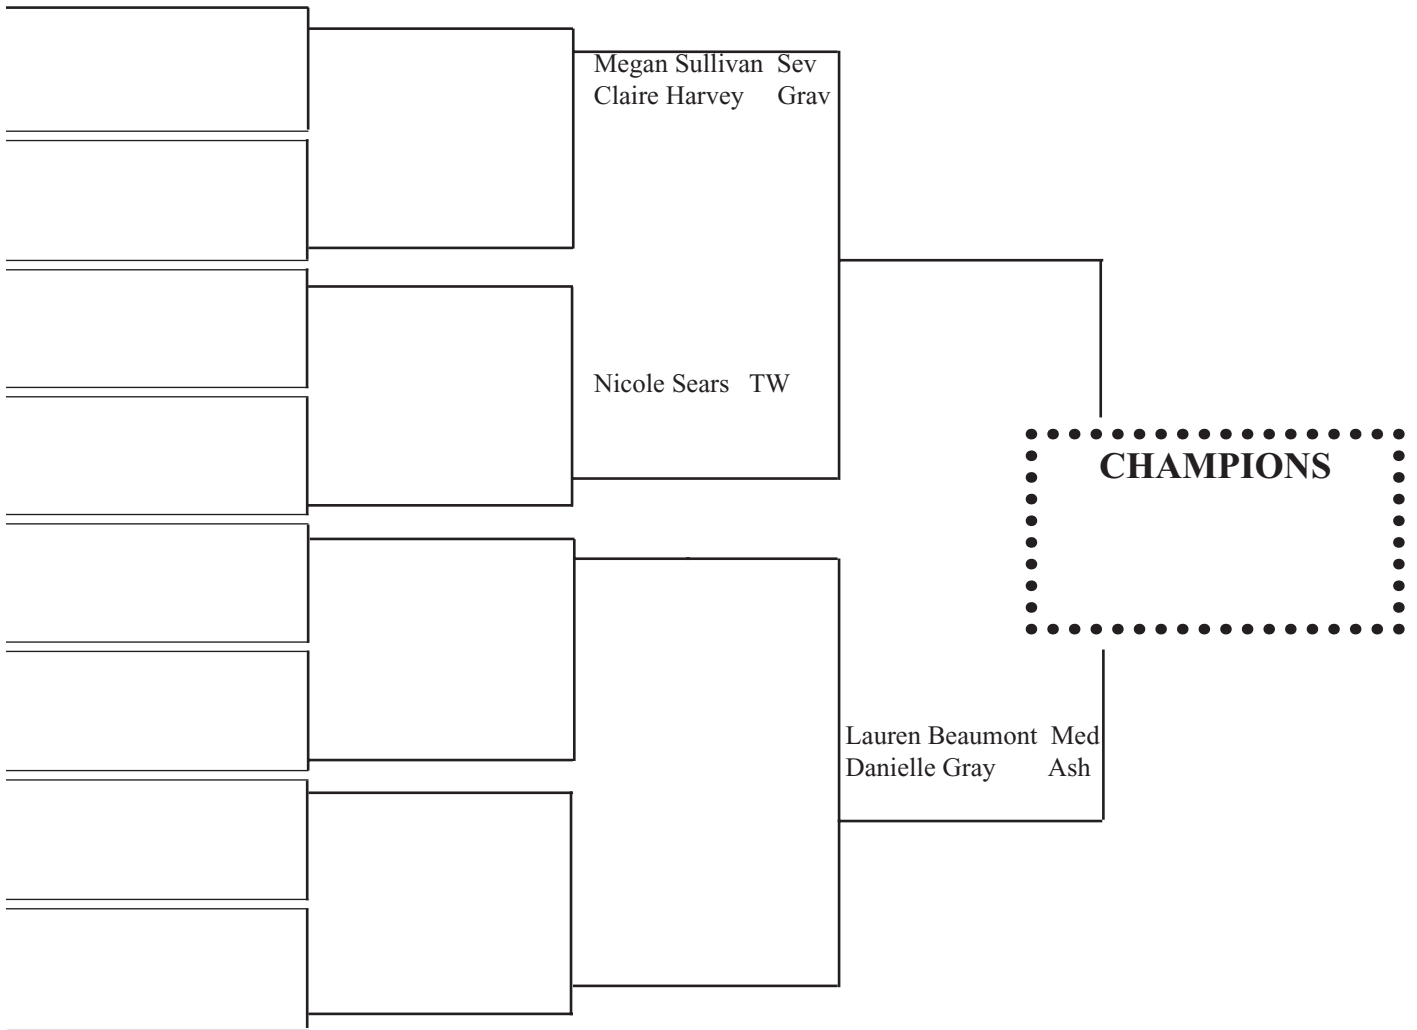 Megan Sullivan Sev
Claire Harvey Grav
Nicole Sears TW
CHAMPIONS
Lauren Beaumont Med
Danielle Gray Ash